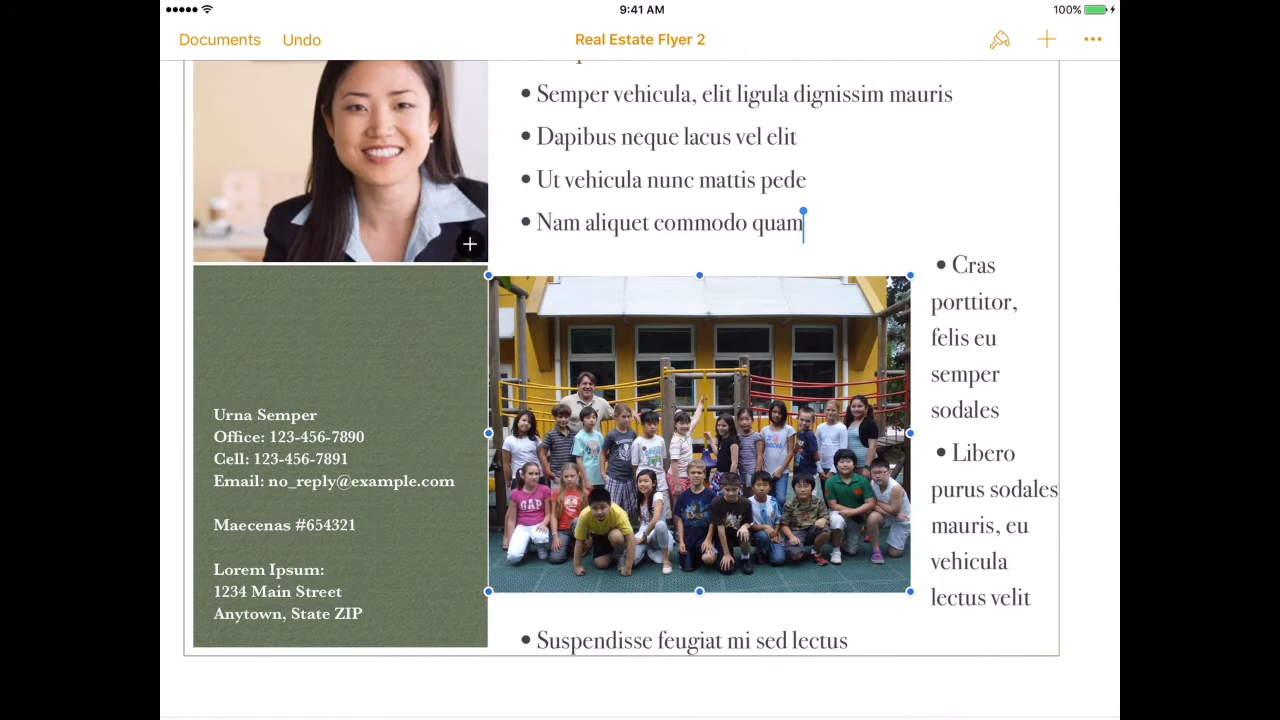 9:41 AM
100%
Documents
Undo
Real Estate Flyer 2
• Semper vehicula, elit ligula dignissim mauris
• Dapibus neque lacus vel elit
• Ut vehicula nunc mattis pede
• Nam aliquet commodo quam
• Cras
porttitor,
felis eu
semper
sodales
• Libero
purus sodales
mauris, eu
vehicula
lectus velit
• Suspendisse feugiat mi sed lectus
Urna Semper
Office: 123-456-7890
Cell: 123-456-7891
Email: no_reply@example.com
Maecenas #654321
Lorem Ipsum:
1234 Main Street
Anytown, State ZIP
GAP